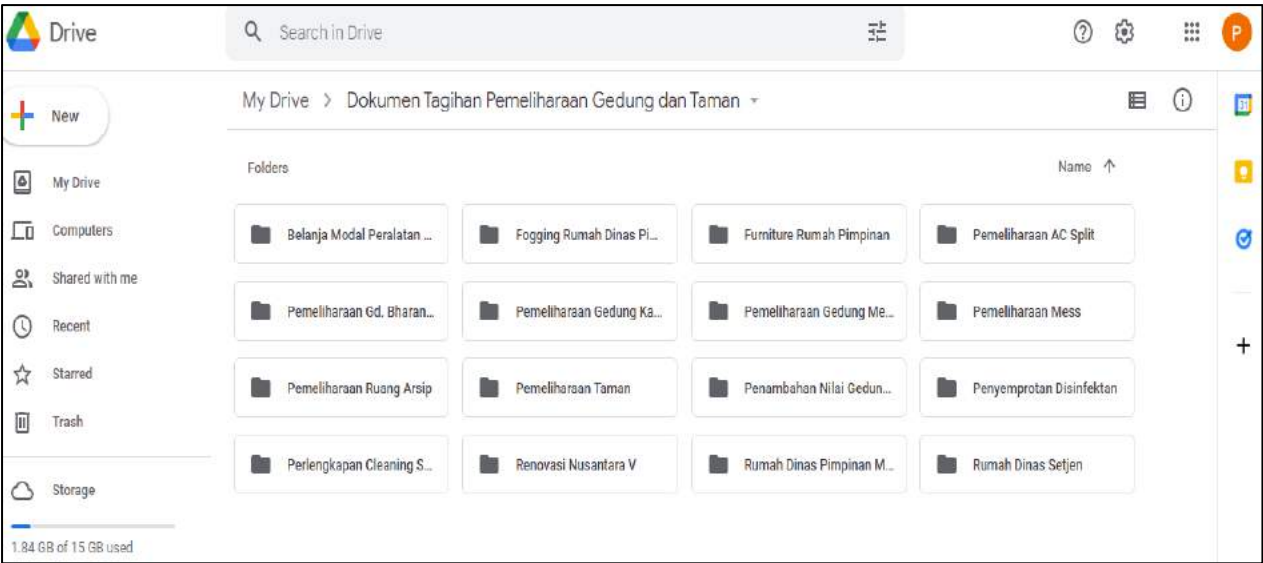 Drive
Search in Drive
P
New
My Drive > Dokumen Tagihan Pemeliharaan Gedung dan Taman
31
My Drive
Computers
Shared with me
Recent
Starred
Trash
Storage
1.84 GB of 15 GB used
Folders
Name ↑
Belanja Modal Peralatan ...
Fogging Rumah Dinas Pi...
Furniture Rumah Pimpinan
Pemeliharaan AC Split
Pemeliharaan Gd. Bharan...
Pemeliharaan Gedung Ka...
Pemeliharaan Gedung Me...
Pemeliharaan Mess
Pemeliharaan Ruang Arsip
Pemeliharaan Taman
Penambahan Nilai Gedun...
Penyemprotan Disinfektan
Perlengkapan Cleaning S...
Renovasi Nusantara V
Rumah Dinas Pimpinan M...
Rumah Dinas Setjen